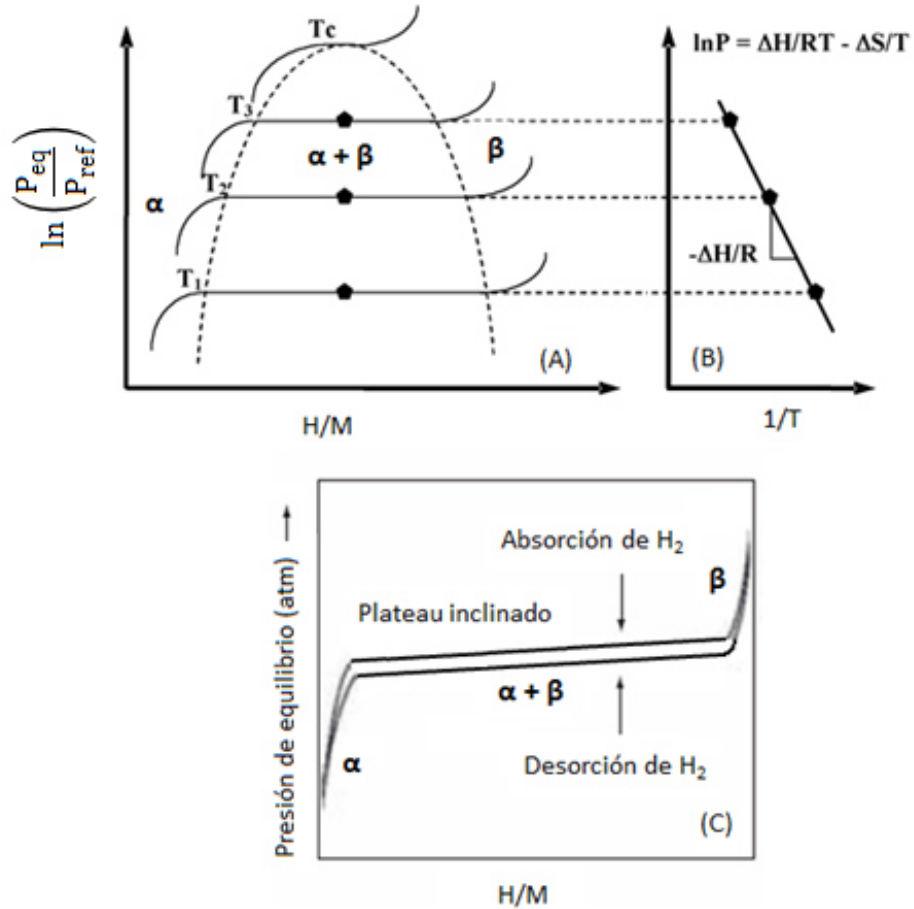 Tc
lnP = ΔH/RT - ΔS/T
T3
ln (Peq/Pref)
α + β
β
α
T2
-ΔH/R
T1
(A)
(B)
H/M
1/T
Absorción de H2
β
Plateau inclinado
Presión de equilibrio (atm)
α + β
α
Desorción de H2
(C)
H/M